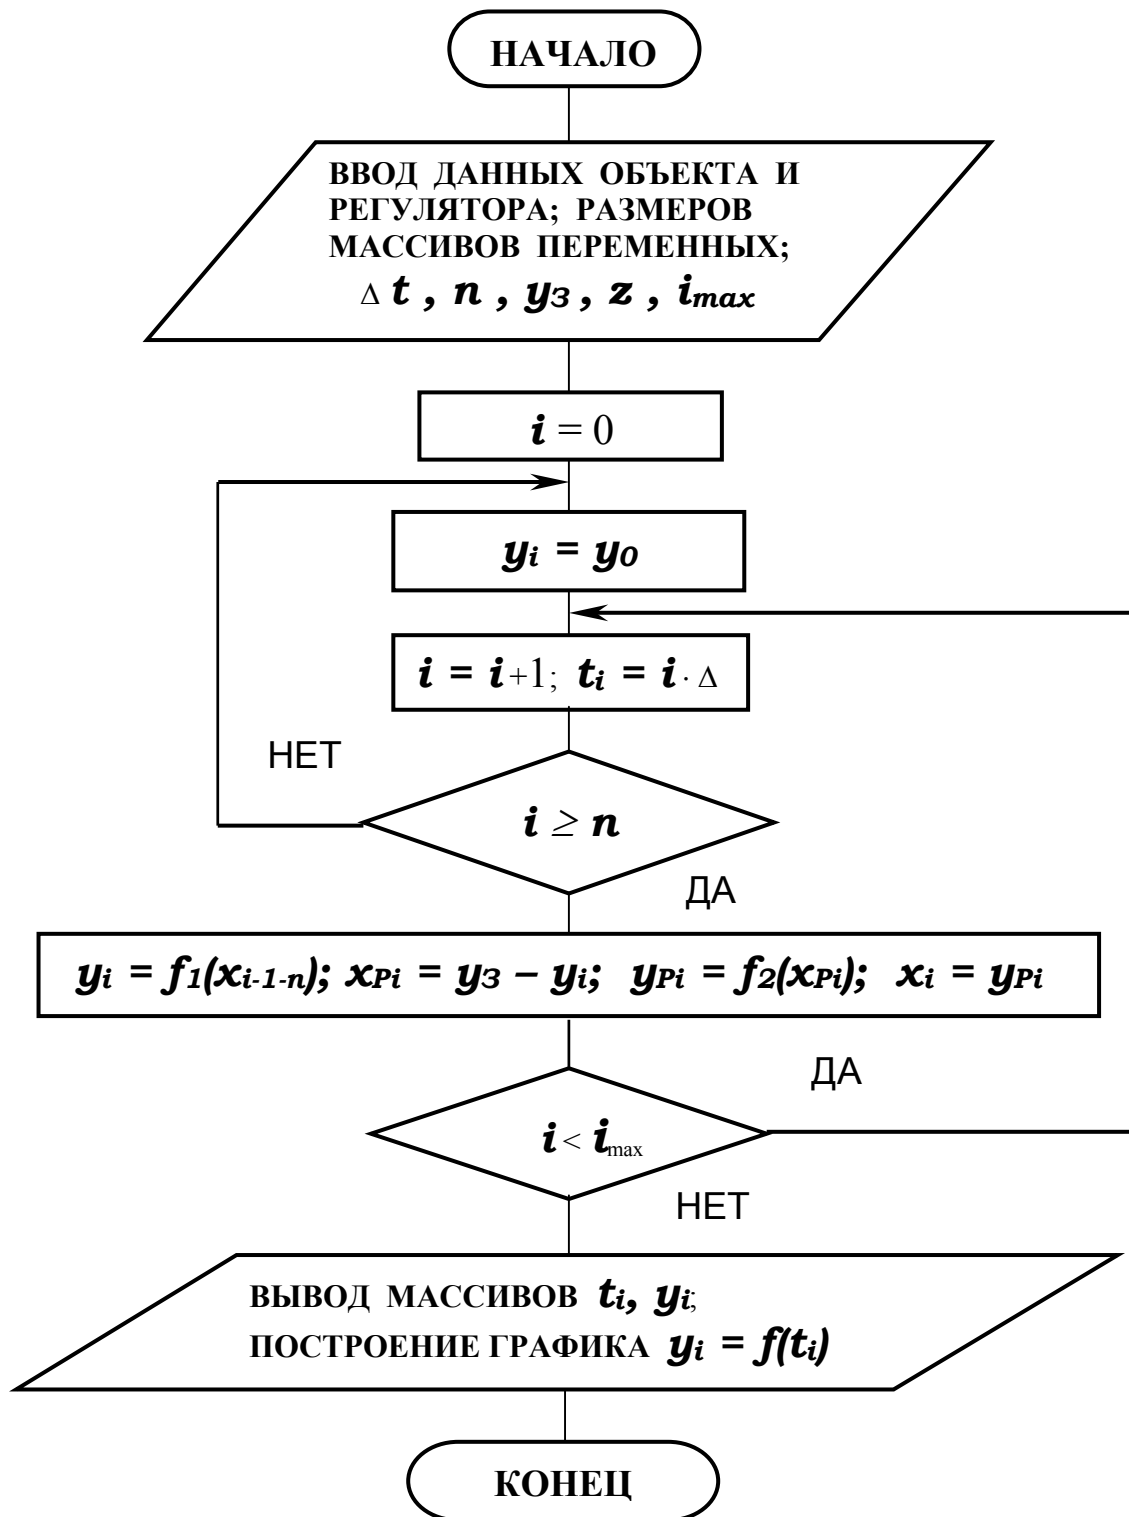 НАЧАЛО
ВВОД ДАННЫХ ОБЪЕКТА И
РЕГУЛЯТОРА; РАЗМЕРОВ
МАССИВОВ ПЕРЕМЕННЫХ;
Δ t , n , yЗ , z , imax
i = 0
yi = y0
i = i+1; ti = i · Δ
НЕТ
i ≥ n
ДА
yi = f1(xi-1-n); xPi = yЗ – yi; yPi = f2(xPi); xi = yPi
ДА
i < imax
НЕТ
ВЫВОД МАССИВОВ ti, yi;
ПОСТРОЕНИЕ ГРАФИКА yi = f(ti)
КОНЕЦ